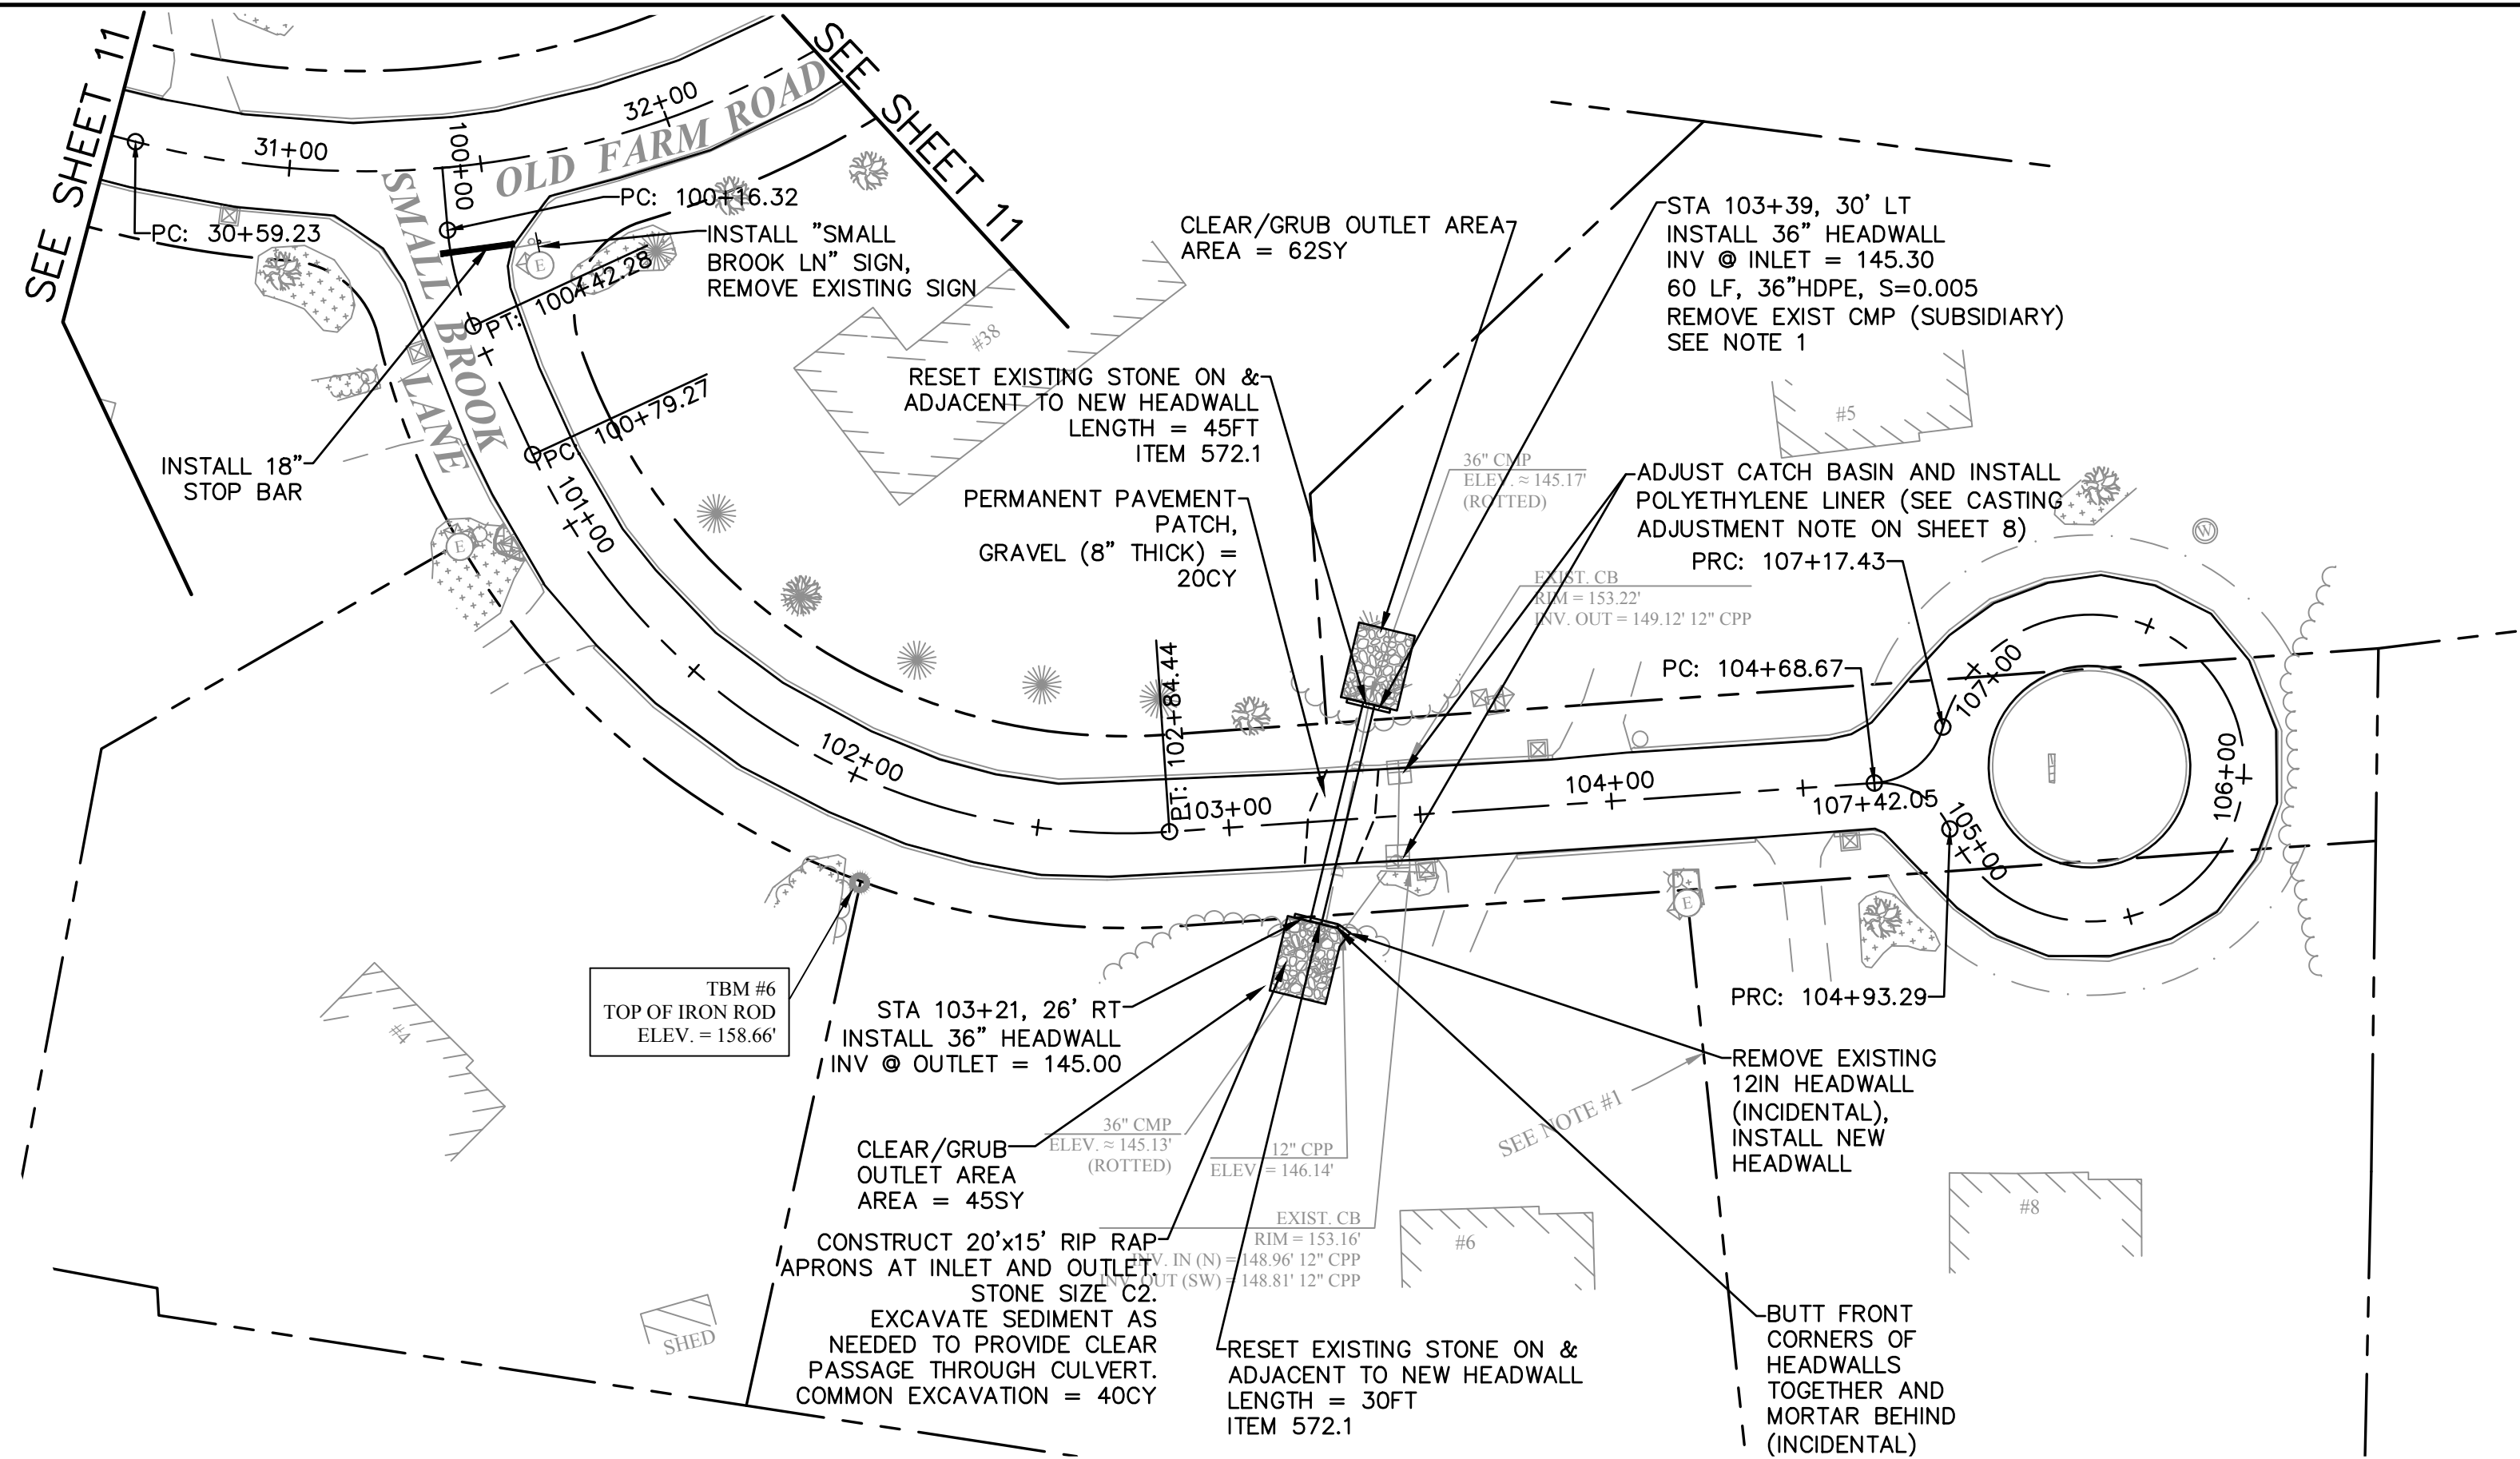 SEE SHEET 11
SEE SHEET 11
31+00
32+00
100+00
OLD FARM ROAD
SMALL BROOK
LANE
PC: 30+59.23
PC: 100+16.32
INSTALL "SMALL
BROOK LN" SIGN,
REMOVE EXISTING SIGN
E
PT: 100+42.28
PC: 100+79.27
INSTALL 18"
STOP BAR
#38
101+00
E
CLEAR/GRUB OUTLET AREA
AREA = 62SY
STA 103+39, 30' LT
INSTALL 36" HEADWALL
INV @ INLET = 145.30
60 LF, 36"HDPE, S=0.005
REMOVE EXIST CMP (SUBSIDIARY)
SEE NOTE 1
RESET EXISTING STONE ON &
ADJACENT TO NEW HEADWALL
LENGTH = 45FT
ITEM 572.1
#5
36" CMP
ELEV. ≈ 145.17'
(ROTTED)
PERMANENT PAVEMENT
PATCH,
GRAVEL (8" THICK) =
20CY
ADJUST CATCH BASIN AND INSTALL
POLYETHYLENE LINER (SEE CASTING
ADJUSTMENT NOTE ON SHEET 8)
W
PRC: 107+17.43
EXIST. CB
RIM = 153.22'
INV. OUT = 149.12' 12" CPP
PC: 104+68.67
107+00
PT: 102+84.44
102+00
103+00
104+00
107+42.05
105+00
106+00
E
PRC: 104+93.29
TBM #6
TOP OF IRON ROD
ELEV. = 158.66'
#4
STA 103+21, 26' RT
INSTALL 36" HEADWALL
INV @ OUTLET = 145.00
REMOVE EXISTING
12IN HEADWALL
(INCIDENTAL),
INSTALL NEW
HEADWALL
SEE NOTE #1
36" CMP
ELEV. ≈ 145.13'
(ROTTED)
12" CPP
ELEV. = 146.14'
CLEAR/GRUB
OUTLET AREA
AREA = 45SY
EXIST. CB
RIM = 153.16'
INV. IN (N) = 148.96' 12" CPP
INV. OUT (SW) = 148.81' 12" CPP
#6
#8
CONSTRUCT 20'x15' RIP RAP
APRONS AT INLET AND OUTLET.
STONE SIZE C2.
EXCAVATE SEDIMENT AS
NEEDED TO PROVIDE CLEAR
PASSAGE THROUGH CULVERT.
COMMON EXCAVATION = 40CY
SHED
RESET EXISTING STONE ON &
ADJACENT TO NEW HEADWALL
LENGTH = 30FT
ITEM 572.1
BUTT FRONT
CORNERS OF
HEADWALLS
TOGETHER AND
MORTAR BEHIND
(INCIDENTAL)